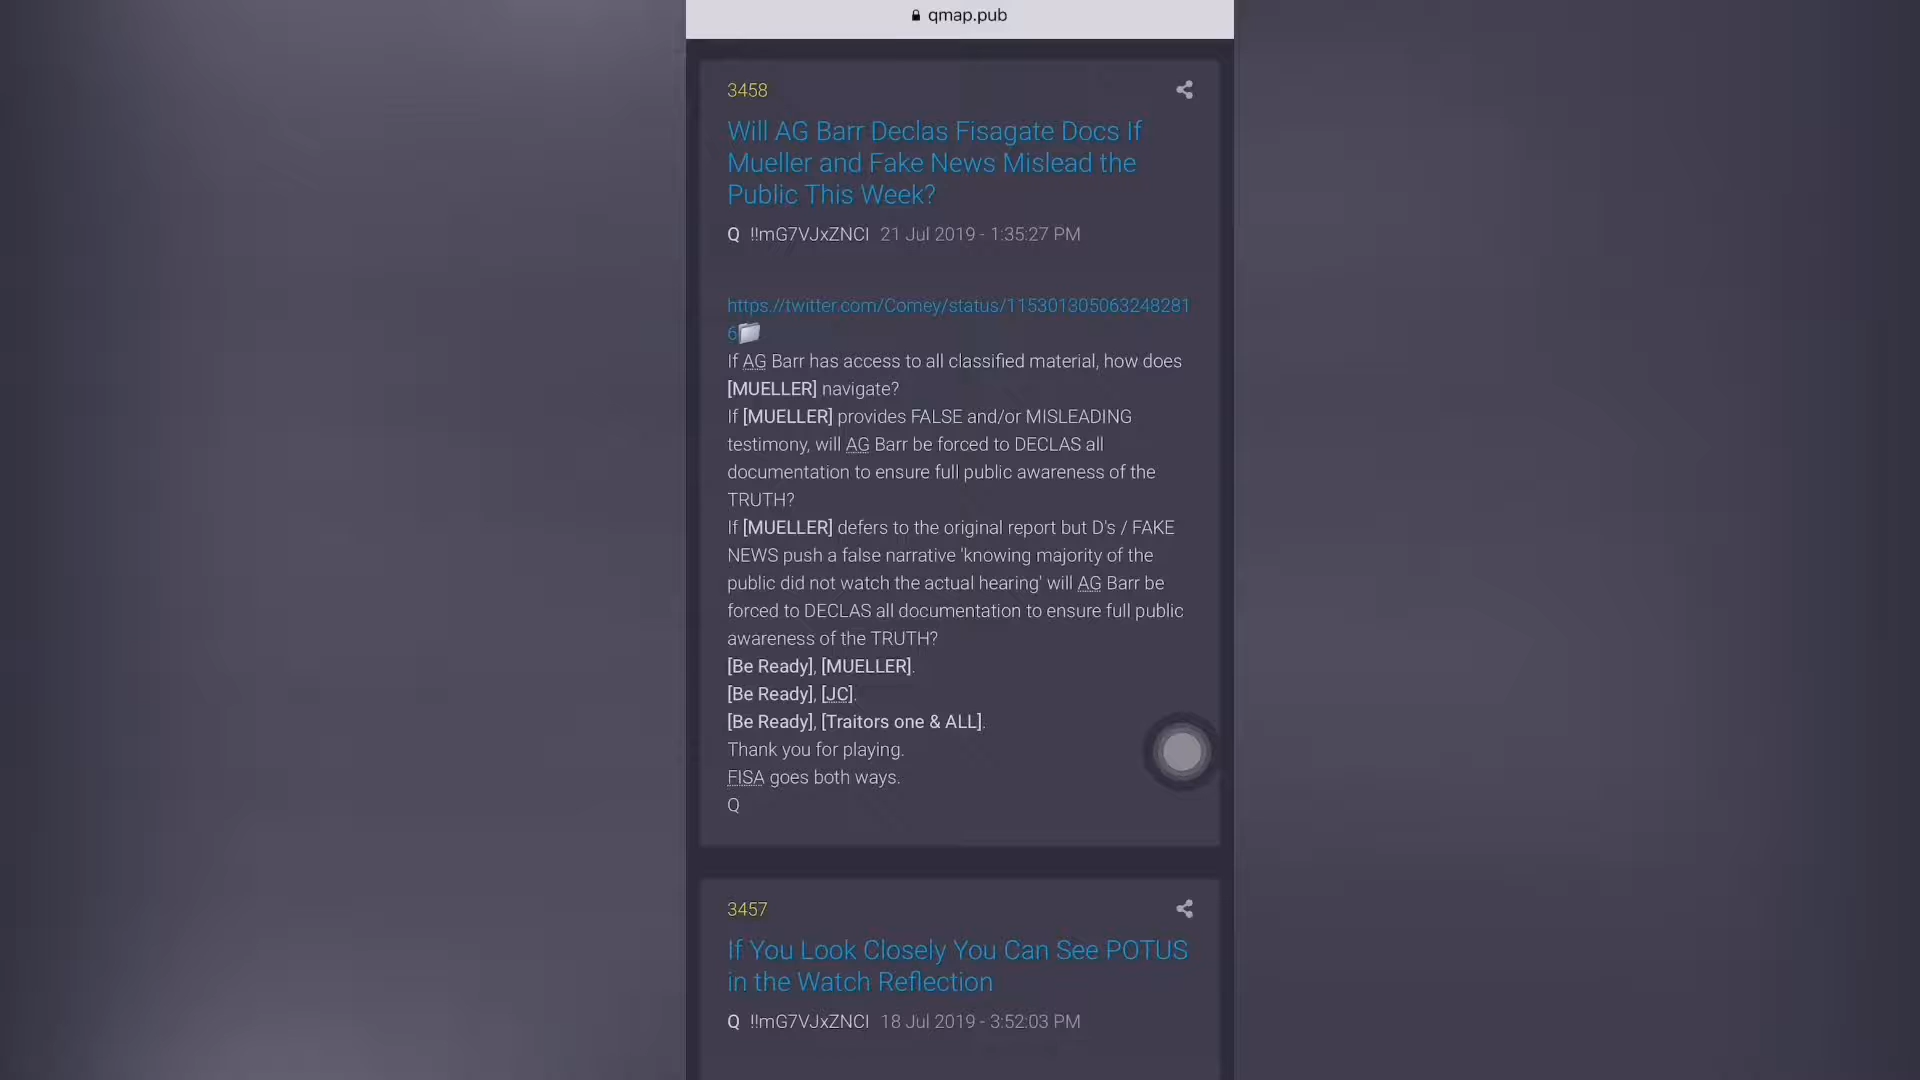 qmap.pub
3458
Will AG Barr Declas Fisagate Docs If
Mueller and Fake News Mislead the
Public This Week?
Q !!mG7VJxZNCI 21 Jul 2019 - 1:35:27 PM
https://twitter.com/Comey/status/115301305063248281
6
If AG Barr has access to all classified material, how does
[MUELLER] navigate?
If [MUELLER] provides FALSE and/or MISLEADING
testimony, will AG Barr be forced to DECLAS all
documentation to ensure full public awareness of the
TRUTH?
If [MUELLER] defers to the original report but D's / FAKE
NEWS push a false narrative 'knowing majority of the
public did not watch the actual hearing' will AG Barr be
forced to DECLAS all documentation to ensure full public
awareness of the TRUTH?
[Be Ready], [MUELLER].
[Be Ready], [JC].
[Be Ready], [Traitors one & ALL].
Thank you for playing.
FISA goes both ways.
Q
3457
If You Look Closely You Can See POTUS
in the Watch Reflection
Q !!mG7VJxZNCI 18 Jul 2019 - 3:52:03 PM